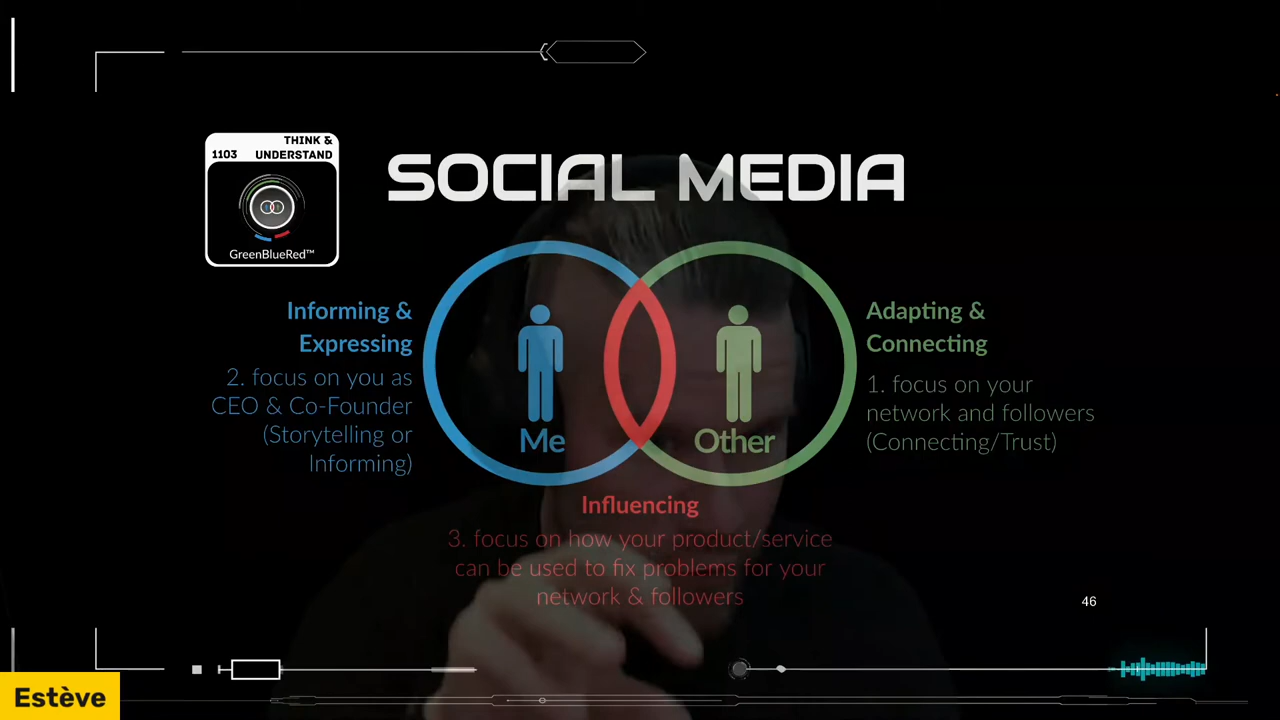 THINK &
1103 UNDERSTAND
GreenBlueRed™
SOCIAL MEDIA
Informing &
Expressing
2. focus on you as
CEO & Co-Founder
(Storytelling or
Informing)
Me
Other
Adapting &
Connecting
1. focus on your
network and followers
(Connecting/Trust)
Influencing
3. focus on how your product/service
can be used to fix problems for your
network & followers
46
Estève